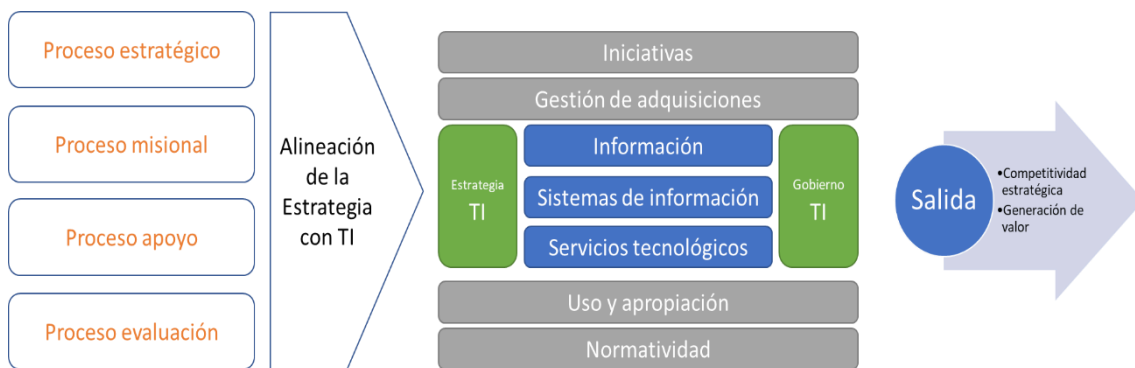 Proceso estratégico
Proceso misional
Proceso apoyo
Proceso evaluación
Alineación
de la
Estrategia
con TI
Iniciativas
Gestión de adquisiciones
Estrategia
TI
Información
Sistemas de información
Servicios tecnológicos
Gobierno
TI
Uso y apropiación
Normatividad
Salida
•Competitividad
estratégica
•Generación de
valor